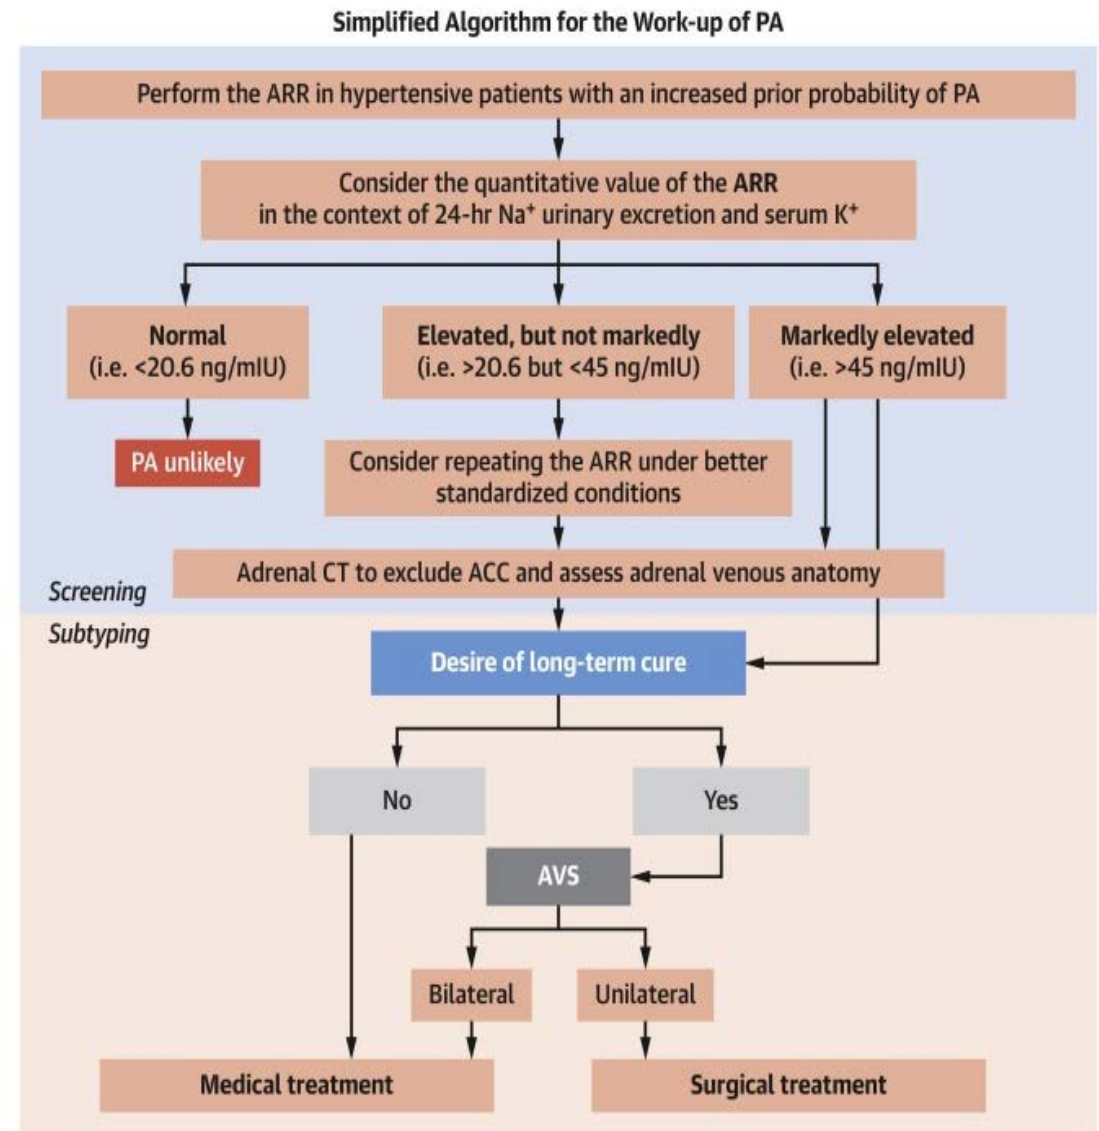 Simplified Algorithm for the Work-up of PA
Perform the ARR in hypertensive patients with an increased prior probability of PA
Consider the quantitative value of the ARR
in the context of 24-hr Na⁺ urinary excretion and serum K⁺
Normal
(i.e. <20.6 ng/mIU)
Elevated, but not markedly
(i.e. >20.6 but <45 ng/mIU)
Markedly elevated
(i.e. >45 ng/mIU)
PA unlikely
Consider repeating the ARR under better
standardized conditions
Adrenal CT to exclude ACC and assess adrenal venous anatomy
Screening
Subtyping
Desire of long-term cure
No
Yes
AVS
Bilateral
Unilateral
Medical treatment
Surgical treatment